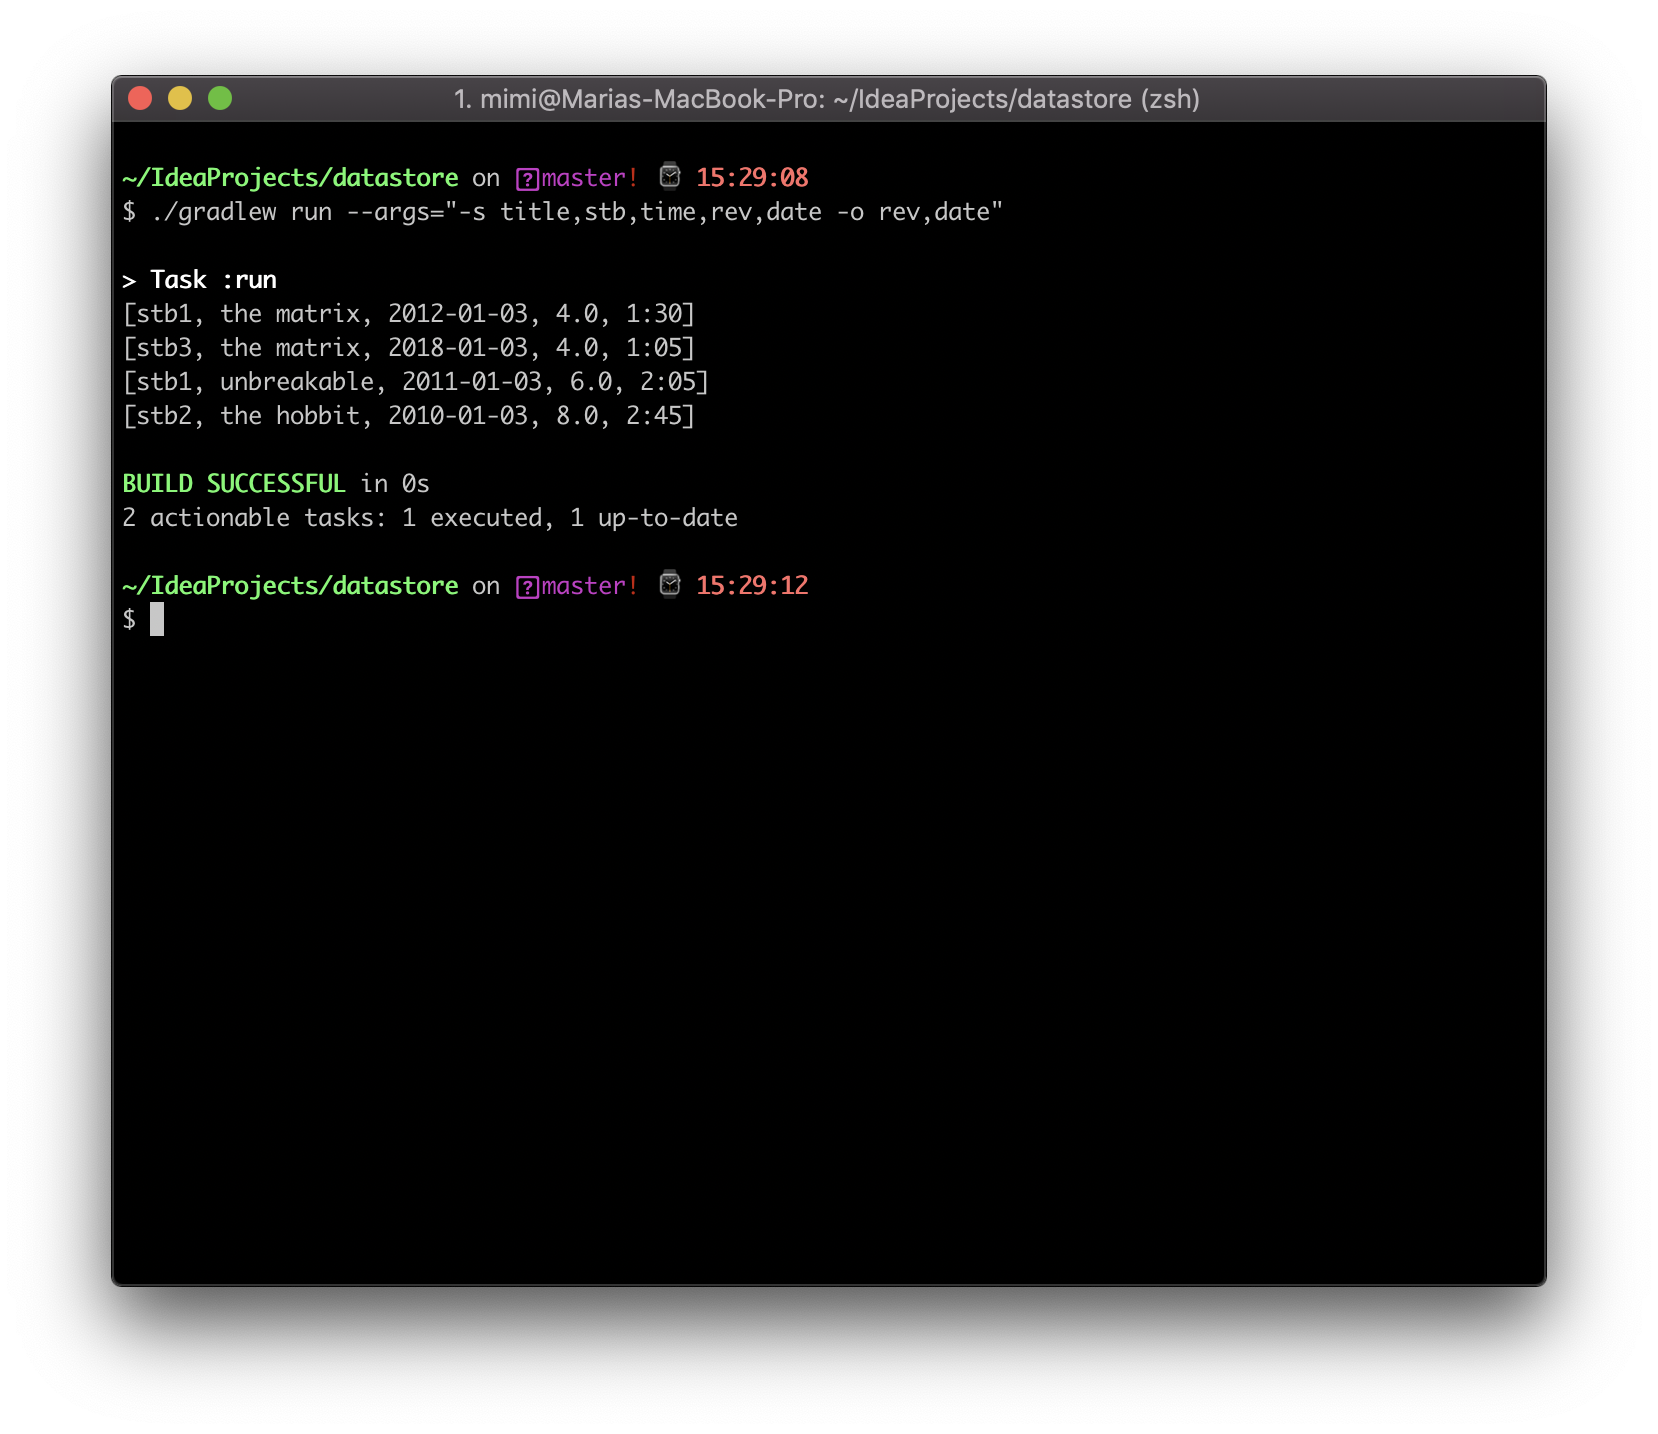 1. mimi@Marias-MacBook-Pro: ~/IdeaProjects/datastore (zsh)
~/IdeaProjects/datastore on ?master! ⌚ 15:29:08
$ ./gradlew run --args="-s title,stb,time,rev,date -o rev,date"
> Task :run
[stb1, the matrix, 2012-01-03, 4.0, 1:30]
[stb3, the matrix, 2018-01-03, 4.0, 1:05]
[stb1, unbreakable, 2011-01-03, 6.0, 2:05]
[stb2, the hobbit, 2010-01-03, 8.0, 2:45]
BUILD SUCCESSFUL in 0s
2 actionable tasks: 1 executed, 1 up-to-date
~/IdeaProjects/datastore on ?master! ⌚ 15:29:12
$